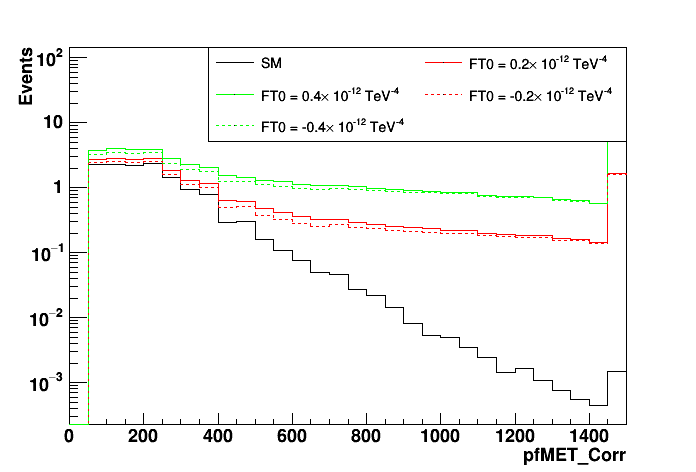 Events
10²
10
1
10⁻¹
10⁻²
10⁻³
SM
FT0 = 0.2× 10⁻¹² TeV⁻⁴
FT0 = 0.4× 10⁻¹² TeV⁻⁴
FT0 = -0.2× 10⁻¹² TeV⁻⁴
FT0 = -0.4× 10⁻¹² TeV⁻⁴
0 200 400 600 800 1000 1200 1400
pfMET_Corr